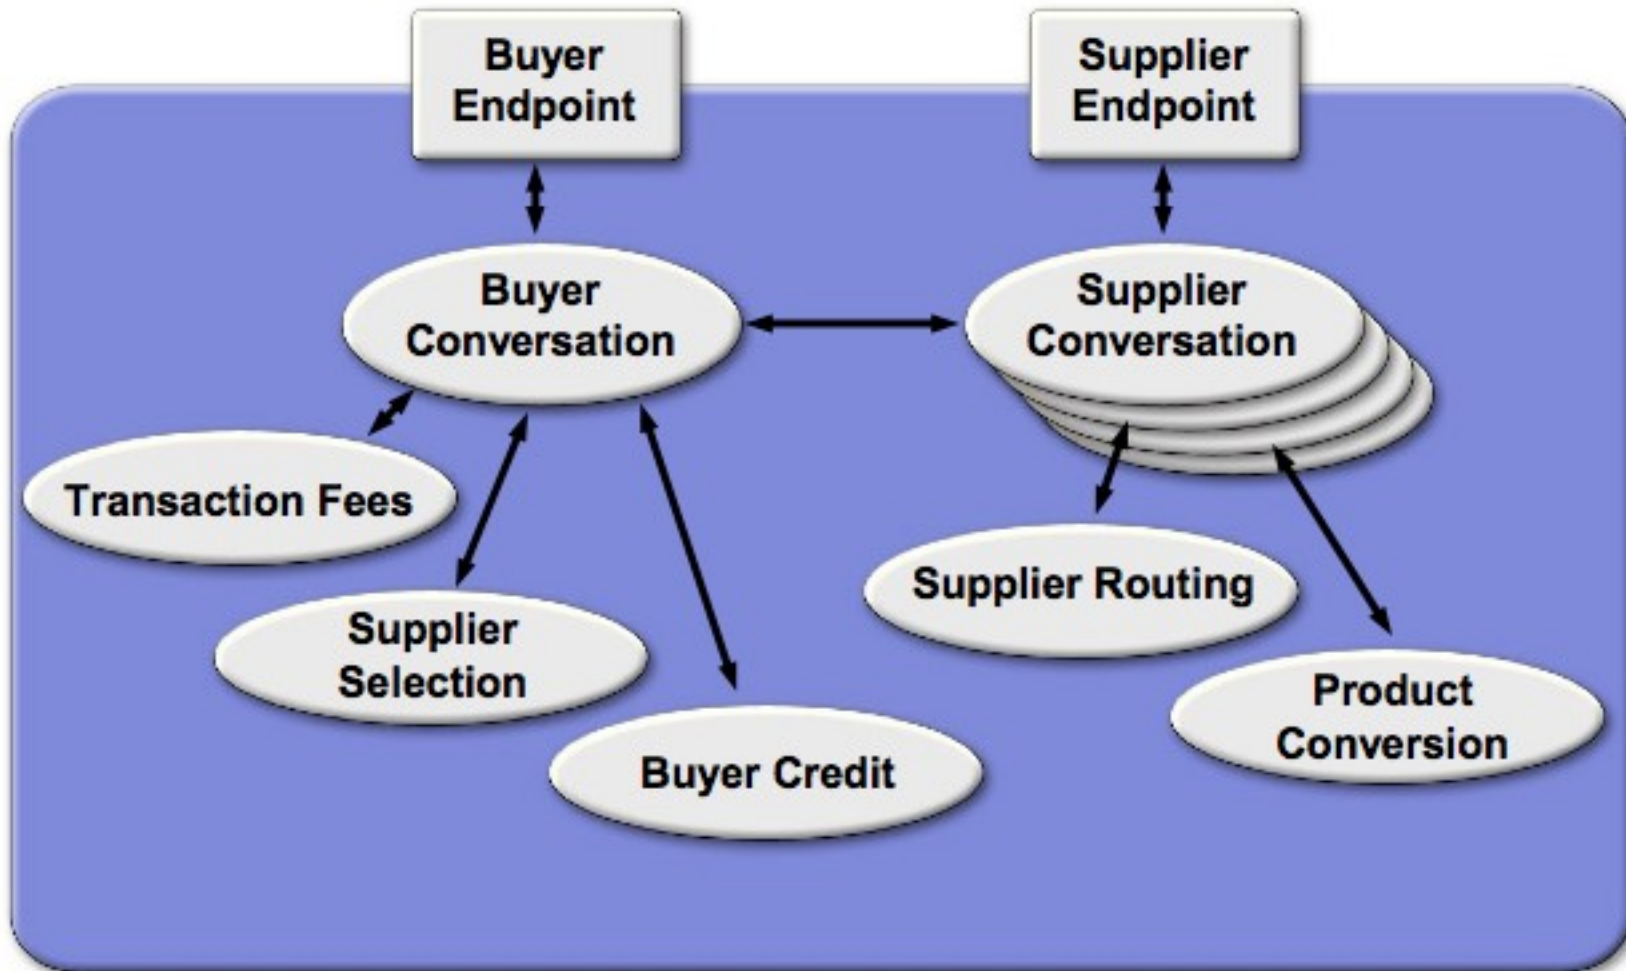 Buyer
Endpoint
Supplier
Endpoint
Buyer
Conversation
Supplier
Conversation
Transaction Fees
Supplier
Selection
Buyer Credit
Supplier Routing
Product
Conversion